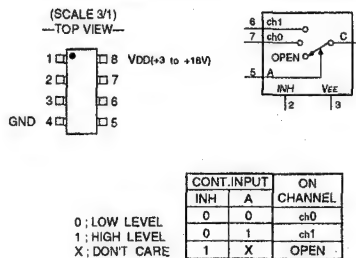 (SCALE 3/1)
—TOP VIEW—
1 8 VDD(+3 to +18V)
2 7
3 6
GND 4 5
6 ch1
7 ch0 C
OPEN
5 A
INH VEE
2 3
CONT.INPUT ON CHANNEL
INH A
0 0 ch0
0 1 ch1
1 X OPEN
0 ; LOW LEVEL
1 ; HIGH LEVEL
X ; DON'T CARE